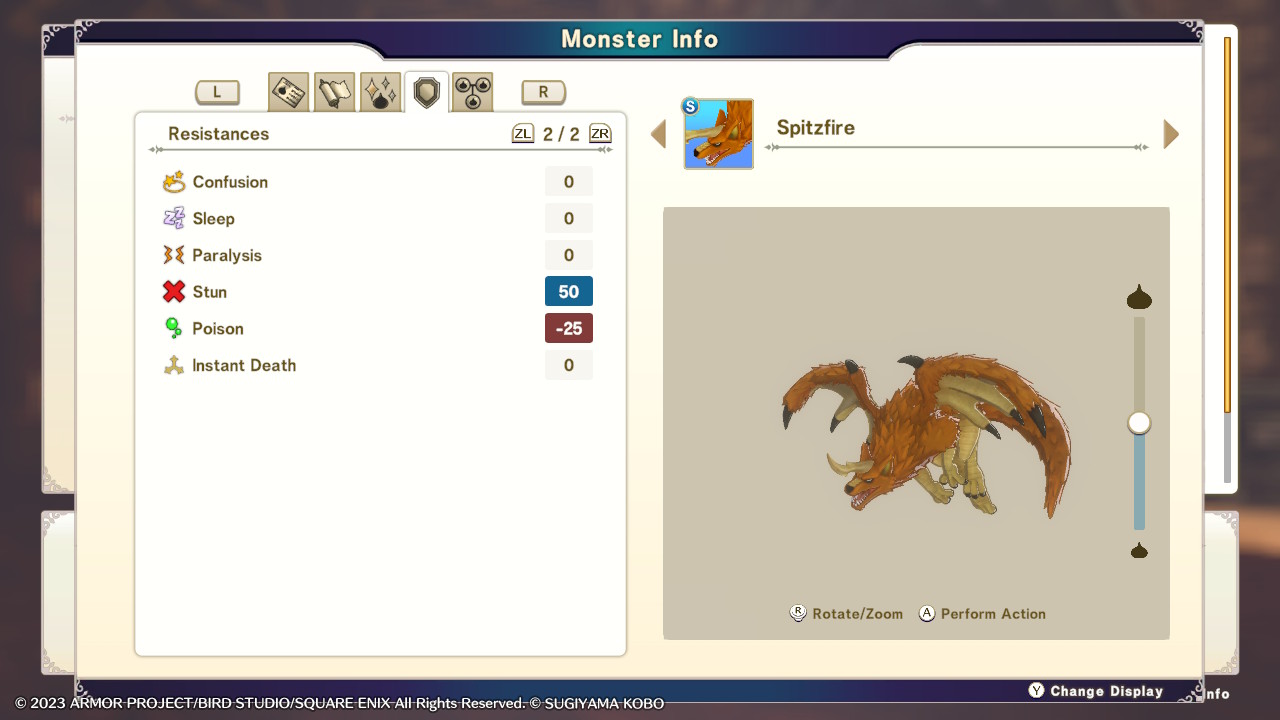 Monster Info
L
R
Resistances
ZL 2 / 2 ZR
Confusion 0
Sleep 0
Paralysis 0
Stun 50
Poison -25
Instant Death 0
S
Spitzfire
R Rotate/Zoom A Perform Action
Y Change Display
nfo
© 2023 ARMOR PROJECT/BIRD STUDIO/SQUARE ENIX All Rights Reserved. © SUGIYAMA KOBO